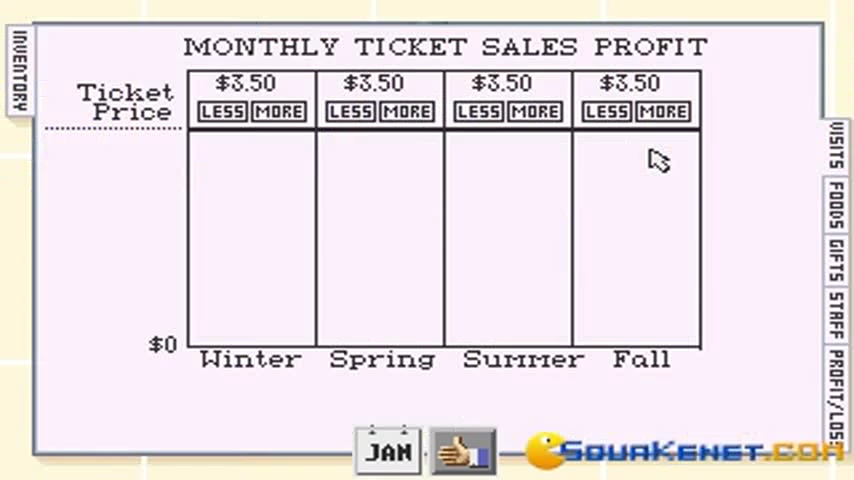 MONTHLY TICKET SALES PROFIT
INVENTORY
Ticket Price
$3.50 $3.50 $3.50 $3.50
LESS MORE LESS MORE LESS MORE LESS MORE
VISITS
FOODS
GIFTS
STAFF
PROFIT/LOSS
$0
Winter Spring Summer Fall
JAN
SQUAKENET.COM